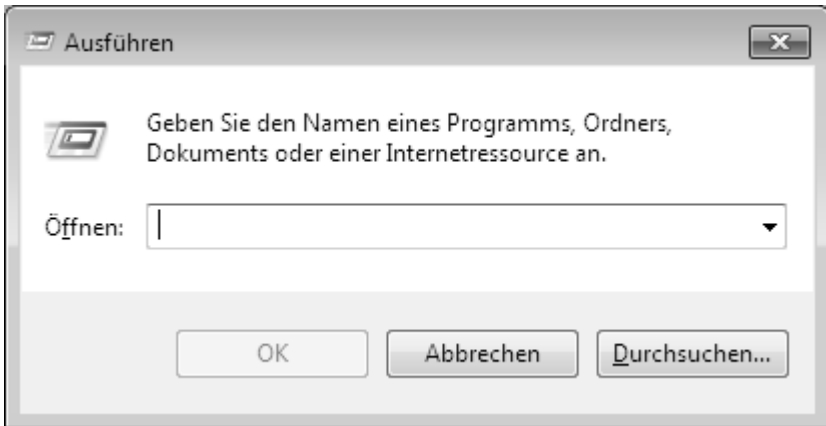 Ausführen
Geben Sie den Namen eines Programms, Ordners,
Dokuments oder einer Internetressource an.
Öffnen:
OK Abbrechen Durchsuchen...